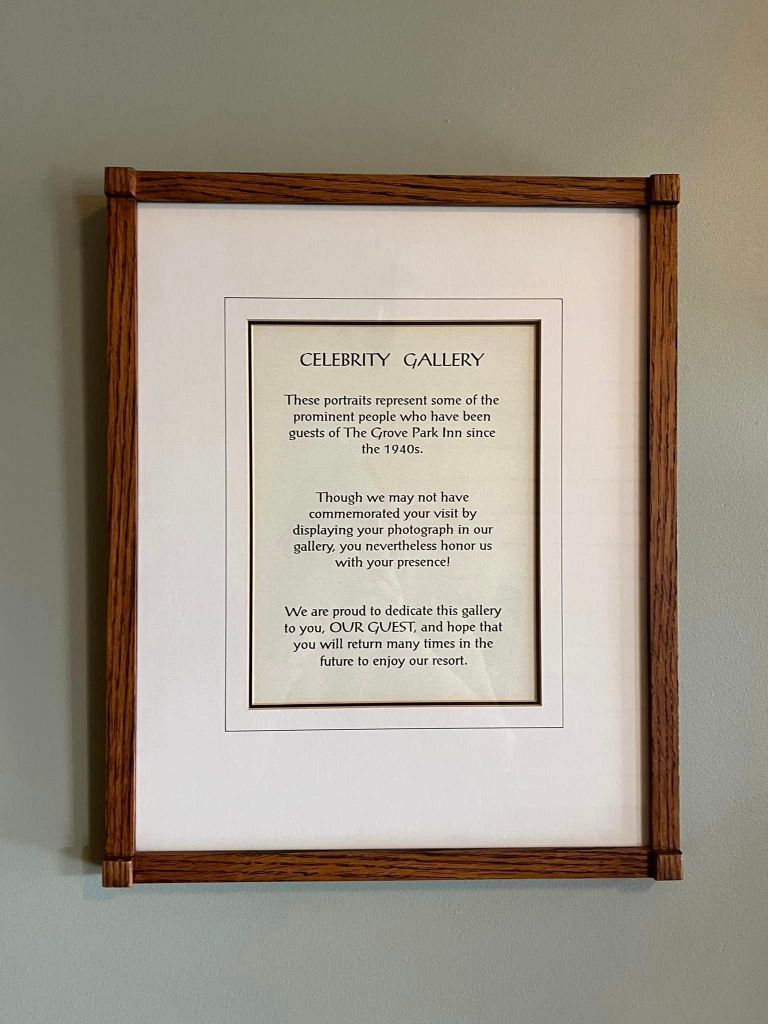 CELEBRITY GALLERY
These portraits represent some of the
prominent people who have been
guests of The Grove Park Inn since
the 1940s.
Though we may not have
commemorated your visit by
displaying your photograph in our
gallery, you nevertheless honor us
with your presence!
We are proud to dedicate this gallery
to you, OUR GUEST, and hope that
you will return many times in the
future to enjoy our resort.